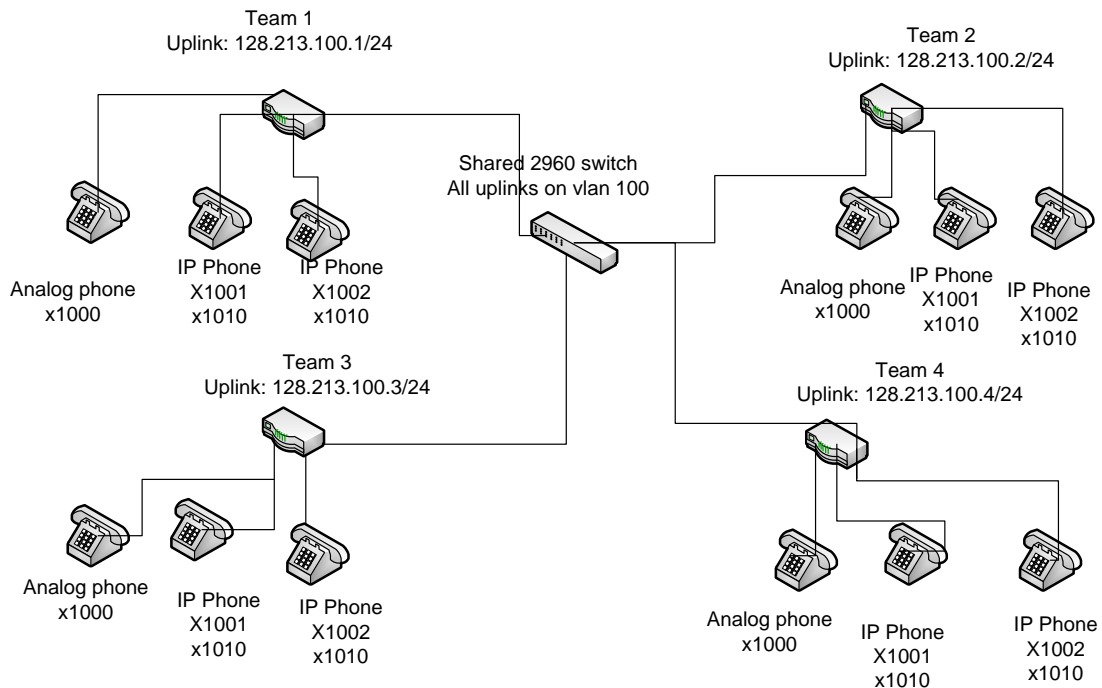 Team 1
Uplink: 128.213.100.1/24
Team 2
Uplink: 128.213.100.2/24
Shared 2960 switch
All uplinks on vlan 100
Analog phone
x1000
IP Phone
X1001
x1010
IP Phone
X1002
x1010
Analog phone
x1000
IP Phone
X1001
x1010
IP Phone
X1002
x1010
Team 3
Uplink: 128.213.100.3/24
Team 4
Uplink: 128.213.100.4/24
Analog phone
x1000
IP Phone
X1001
x1010
IP Phone
X1002
x1010
Analog phone
x1000
IP Phone
X1001
x1010
IP Phone
X1002
x1010